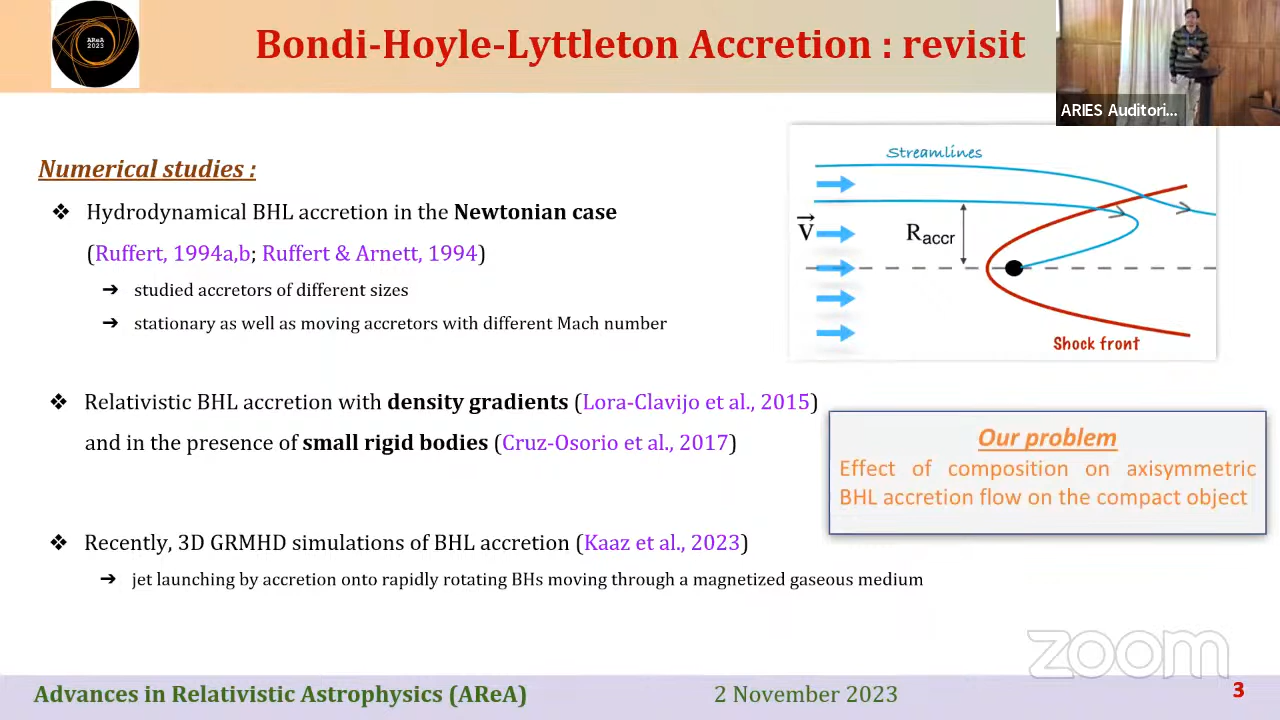 AReA
2023
Bondi-Hoyle-Lyttleton Accretion : revisit
ARIES Auditori...
Numerical studies :
❖ Hydrodynamical BHL accretion in the Newtonian case
(Ruffert, 1994a,b; Ruffert & Arnett, 1994)
➔ studied accretors of different sizes
➔ stationary as well as moving accretors with different Mach number
Streamlines
V
Raccr
Shock front
❖ Relativistic BHL accretion with density gradients (Lora-Clavijo et al., 2015)
and in the presence of small rigid bodies (Cruz-Osorio et al., 2017)
Our problem
Effect of composition on axisymmetric
BHL accretion flow on the compact object
❖ Recently, 3D GRMHD simulations of BHL accretion (Kaaz et al., 2023)
➔ jet launching by accretion onto rapidly rotating BHs moving through a magnetized gaseous medium
zoom
Advances in Relativistic Astrophysics (AReA)
2 November 2023
3